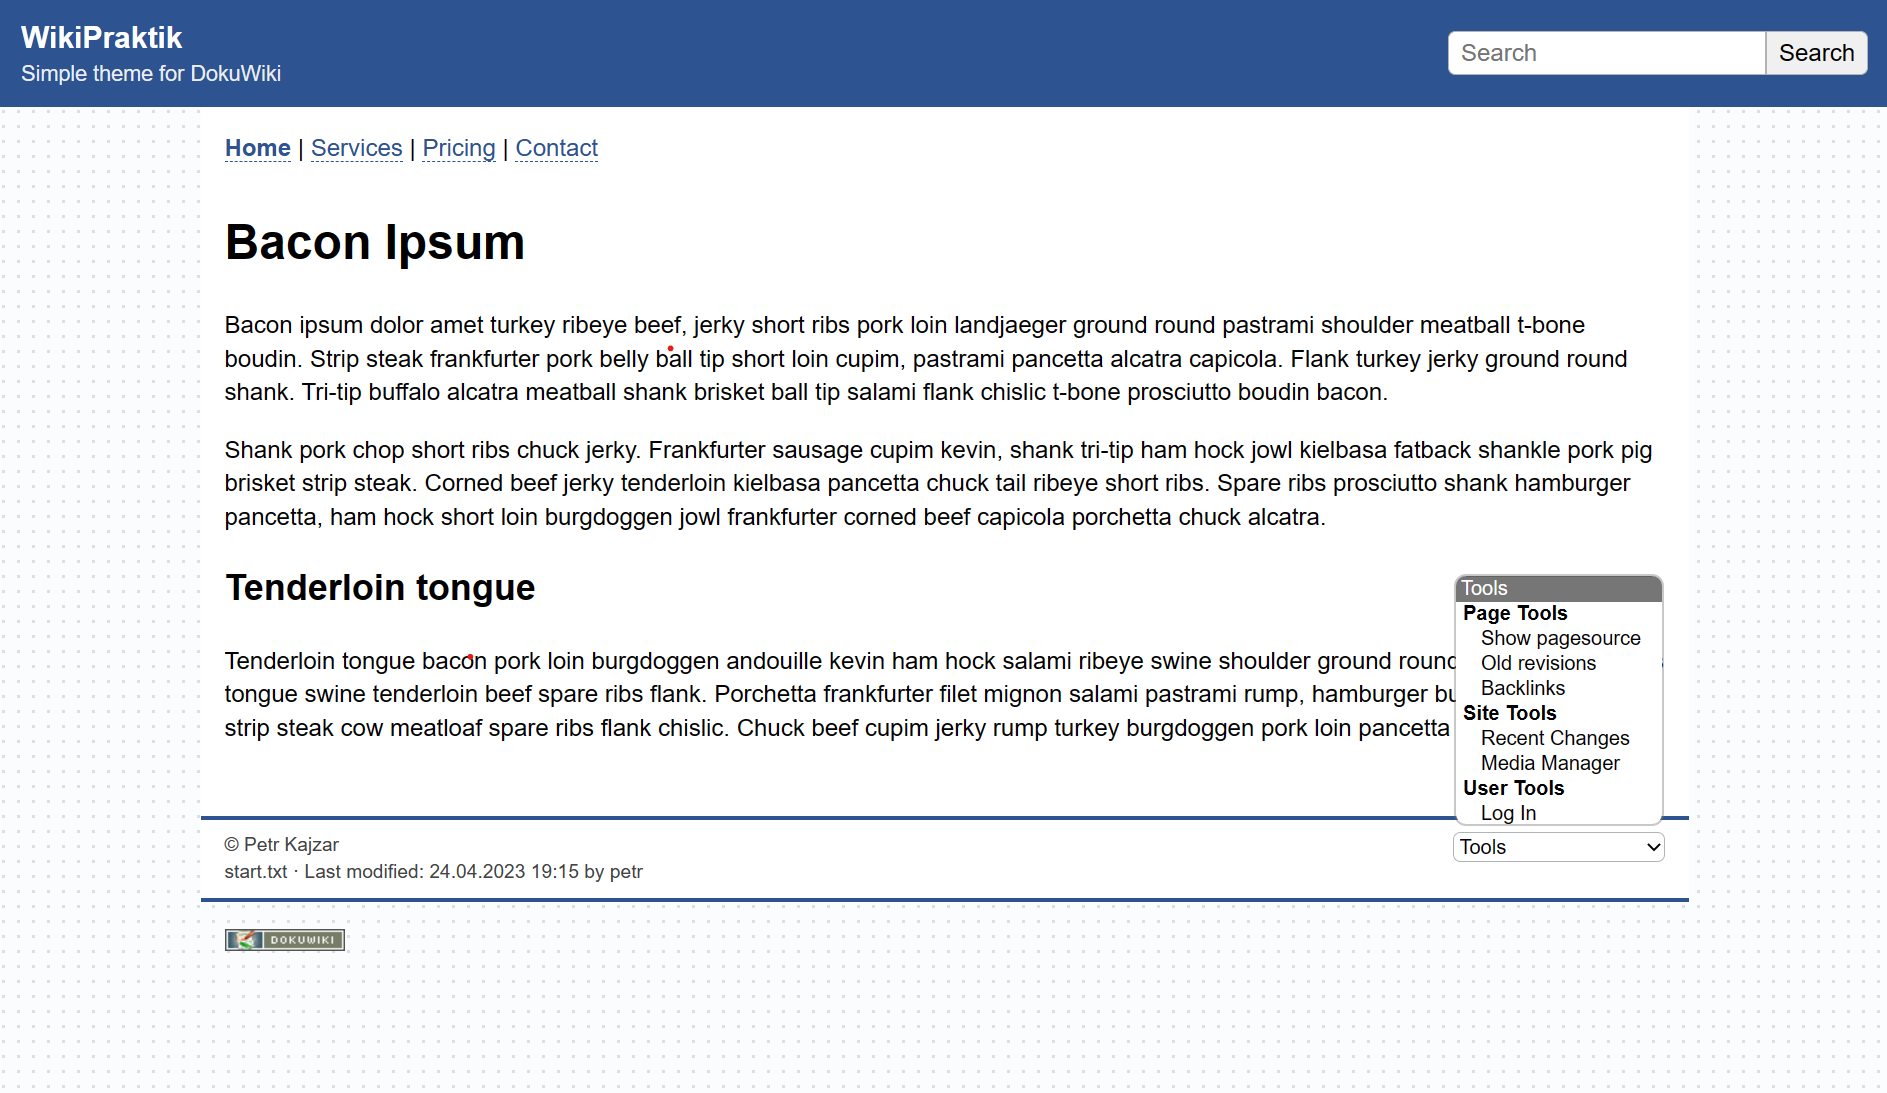 WikiPraktik
Simple theme for DokuWiki
Search
Search
Home | Services | Pricing | Contact
Bacon Ipsum
Bacon ipsum dolor amet turkey ribeye beef, jerky short ribs pork loin landjaeger ground round pastrami shoulder meatball t-bone
boudin. Strip steak frankfurter pork belly ball tip short loin cupim, pastrami pancetta alcatra capicola. Flank turkey jerky ground round
shank. Tri-tip buffalo alcatra meatball shank brisket ball tip salami flank chislic t-bone prosciutto boudin bacon.
Shank pork chop short ribs chuck jerky. Frankfurter sausage cupim kevin, shank tri-tip ham hock jowl kielbasa fatback shankle pork pig
brisket strip steak. Corned beef jerky tenderloin kielbasa pancetta chuck tail ribeye short ribs. Spare ribs prosciutto shank hamburger
pancetta, ham hock short loin burgdoggen jowl frankfurter corned beef capicola porchetta chuck alcatra.
Tenderloin tongue
Tenderloin tongue bacon pork loin burgdoggen andouille kevin ham hock salami ribeye swine shoulder ground round
tongue swine tenderloin beef spare ribs flank. Porchetta frankfurter filet mignon salami pastrami rump, hamburger
strip steak cow meatloaf spare ribs flank chislic. Chuck beef cupim jerky rump turkey burgdoggen pork loin pancetta
Tools
Page Tools
Show pagesource
Old revisions
Backlinks
Site Tools
Recent Changes
Media Manager
User Tools
Log In
Tools
© Petr Kajzar
start.txt · Last modified: 24.04.2023 19:15 by petr
DOKUWIKI